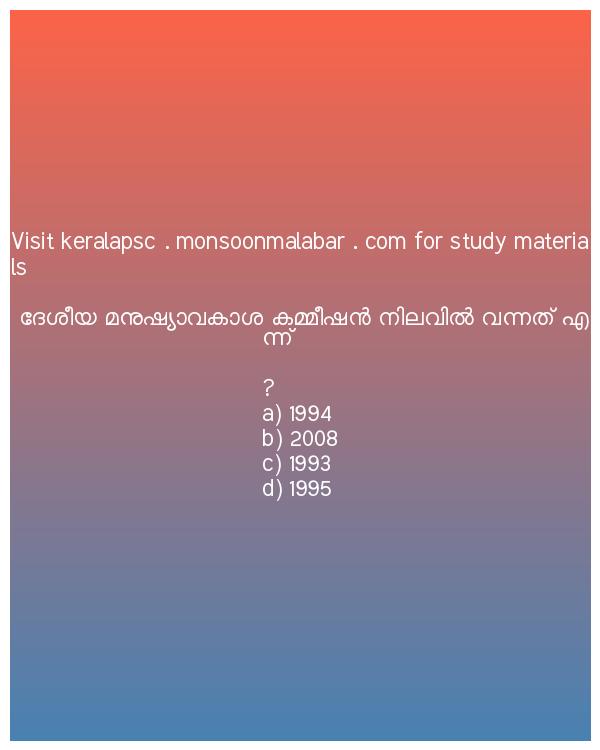 Visit keralapsc . monsoonmalabar . com for study materia
ls
ദേശീയ മനുഷ്യാവകാശ കമ്മീഷൻ നിലവിൽ വന്നത് എ
ന്ന്
?
a) 1994
b) 2008
c) 1993
d) 1995